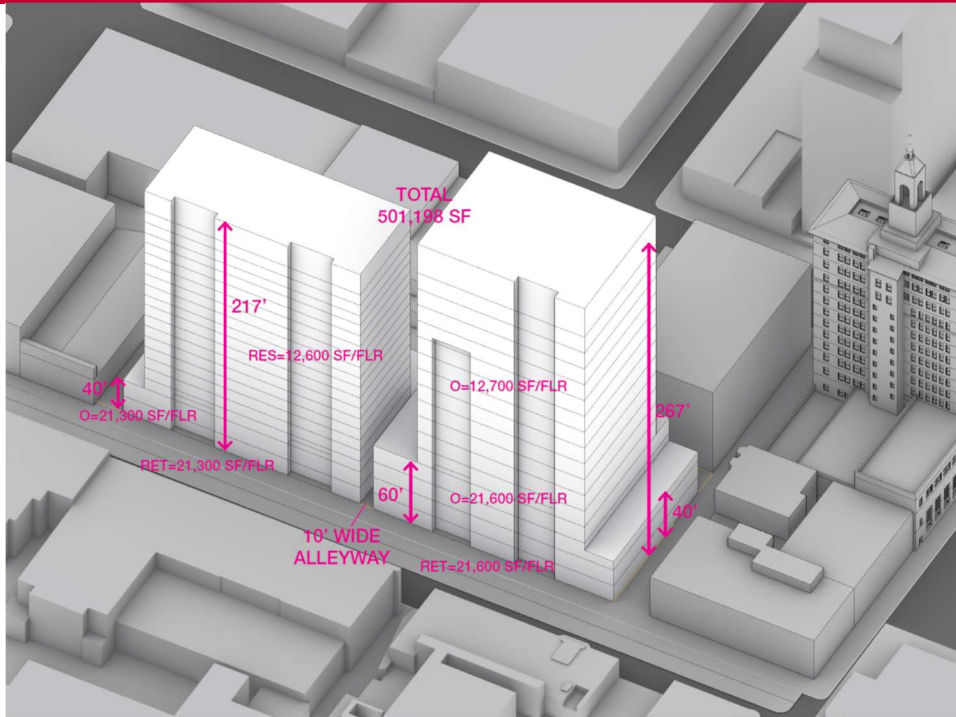 TOTAL
501,198 SF
217'
RES=12,600 SF/FLR
O=12,700 SF/FLR
40'
267'
O=21,300 SF/FLR
RET=21,300 SF/FLR
60'
O=21,600 SF/FLR
40'
10' WIDE
ALLEYWAY
RET=21,600 SF/FLR